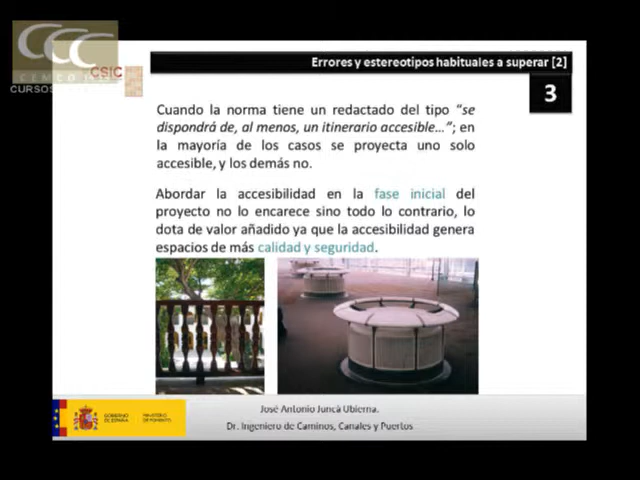 CCC
CEMCO
CSIC
CURSOS
Errores y estereotipos habituales a superar [2]
3
Cuando la norma tiene un redactado del tipo "se
dispondrá de, al menos, un itinerario accesible..."; en
la mayoría de los casos se proyecta uno solo
accesible, y los demás no.
Abordar la accesibilidad en la fase inicial del
proyecto no lo encarece sino todo lo contrario, lo
dota de valor añadido ya que la accesibilidad genera
espacios de más calidad y seguridad.
GOBIERNO
DE ESPAÑA
MINISTERIO
DE FOMENTO
José Antonio Juncà Ubierna.
Dr. Ingeniero de Caminos, Canales y Puertos